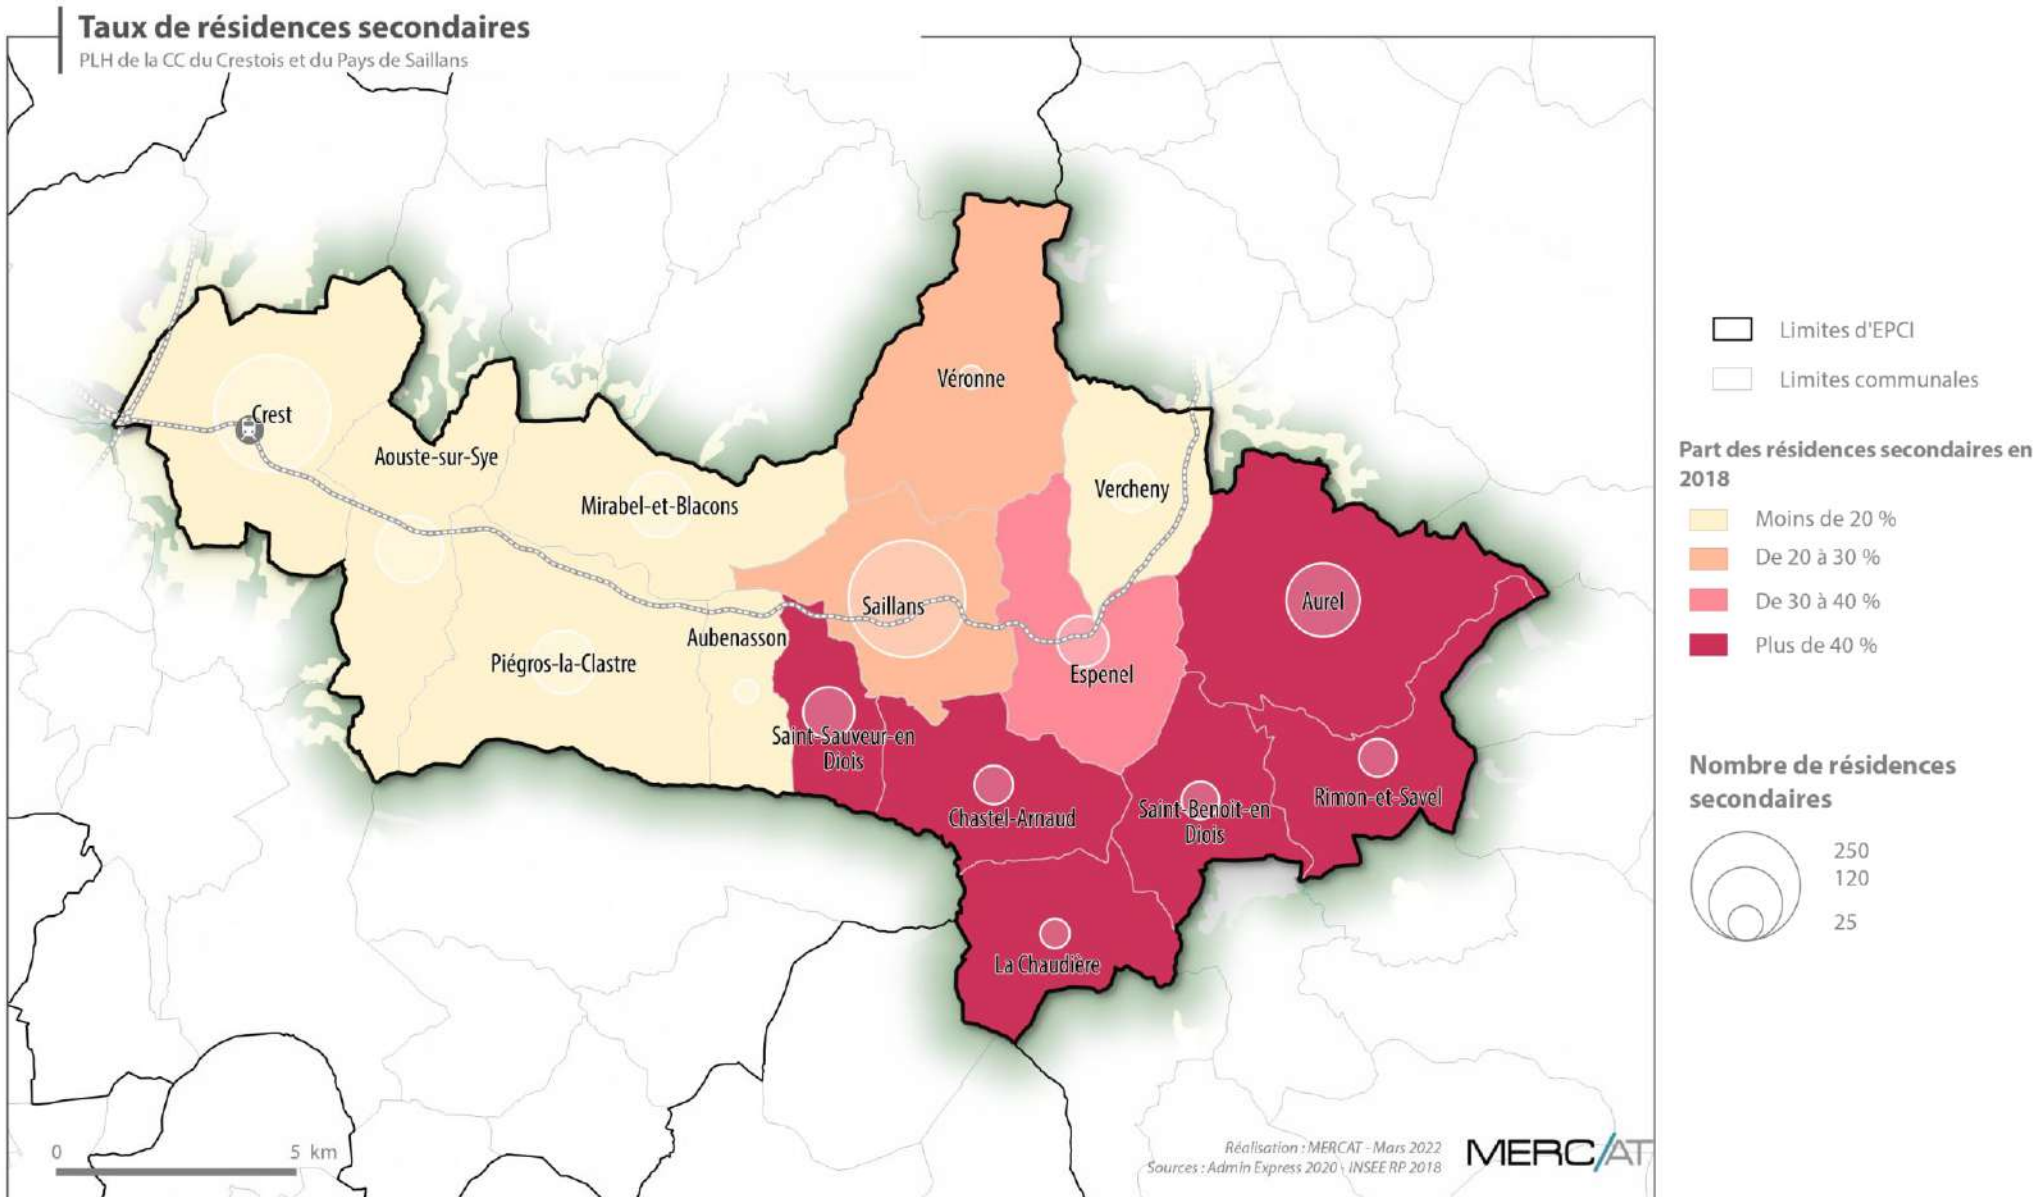 Taux de résidences secondaires
PLH de la CC du Crestois et du Pays de Saillans
Véronne
Crest
Aouste-sur-Sye
Mirabel-et-Blacons
Vercheny
Saillans
Aurel
Aubenasson
Piégros-la-Clastre
Espenel
Saint-Sauveur-en
Diois
Chastel-Arnaud
Saint-Benoit-en
Diois
Rimon-et-Savel
La Chaudière
0 5 km
Réalisation : MERCAT - Mars 2022
Sources : Admin Express 2020 - INSEE RP 2018
MERC/AT
Limites d'EPCI
Limites communales
Part des résidences secondaires en
2018
Moins de 20 %
De 20 à 30 %
De 30 à 40 %
Plus de 40 %
Nombre de résidences
secondaires
250
120
25